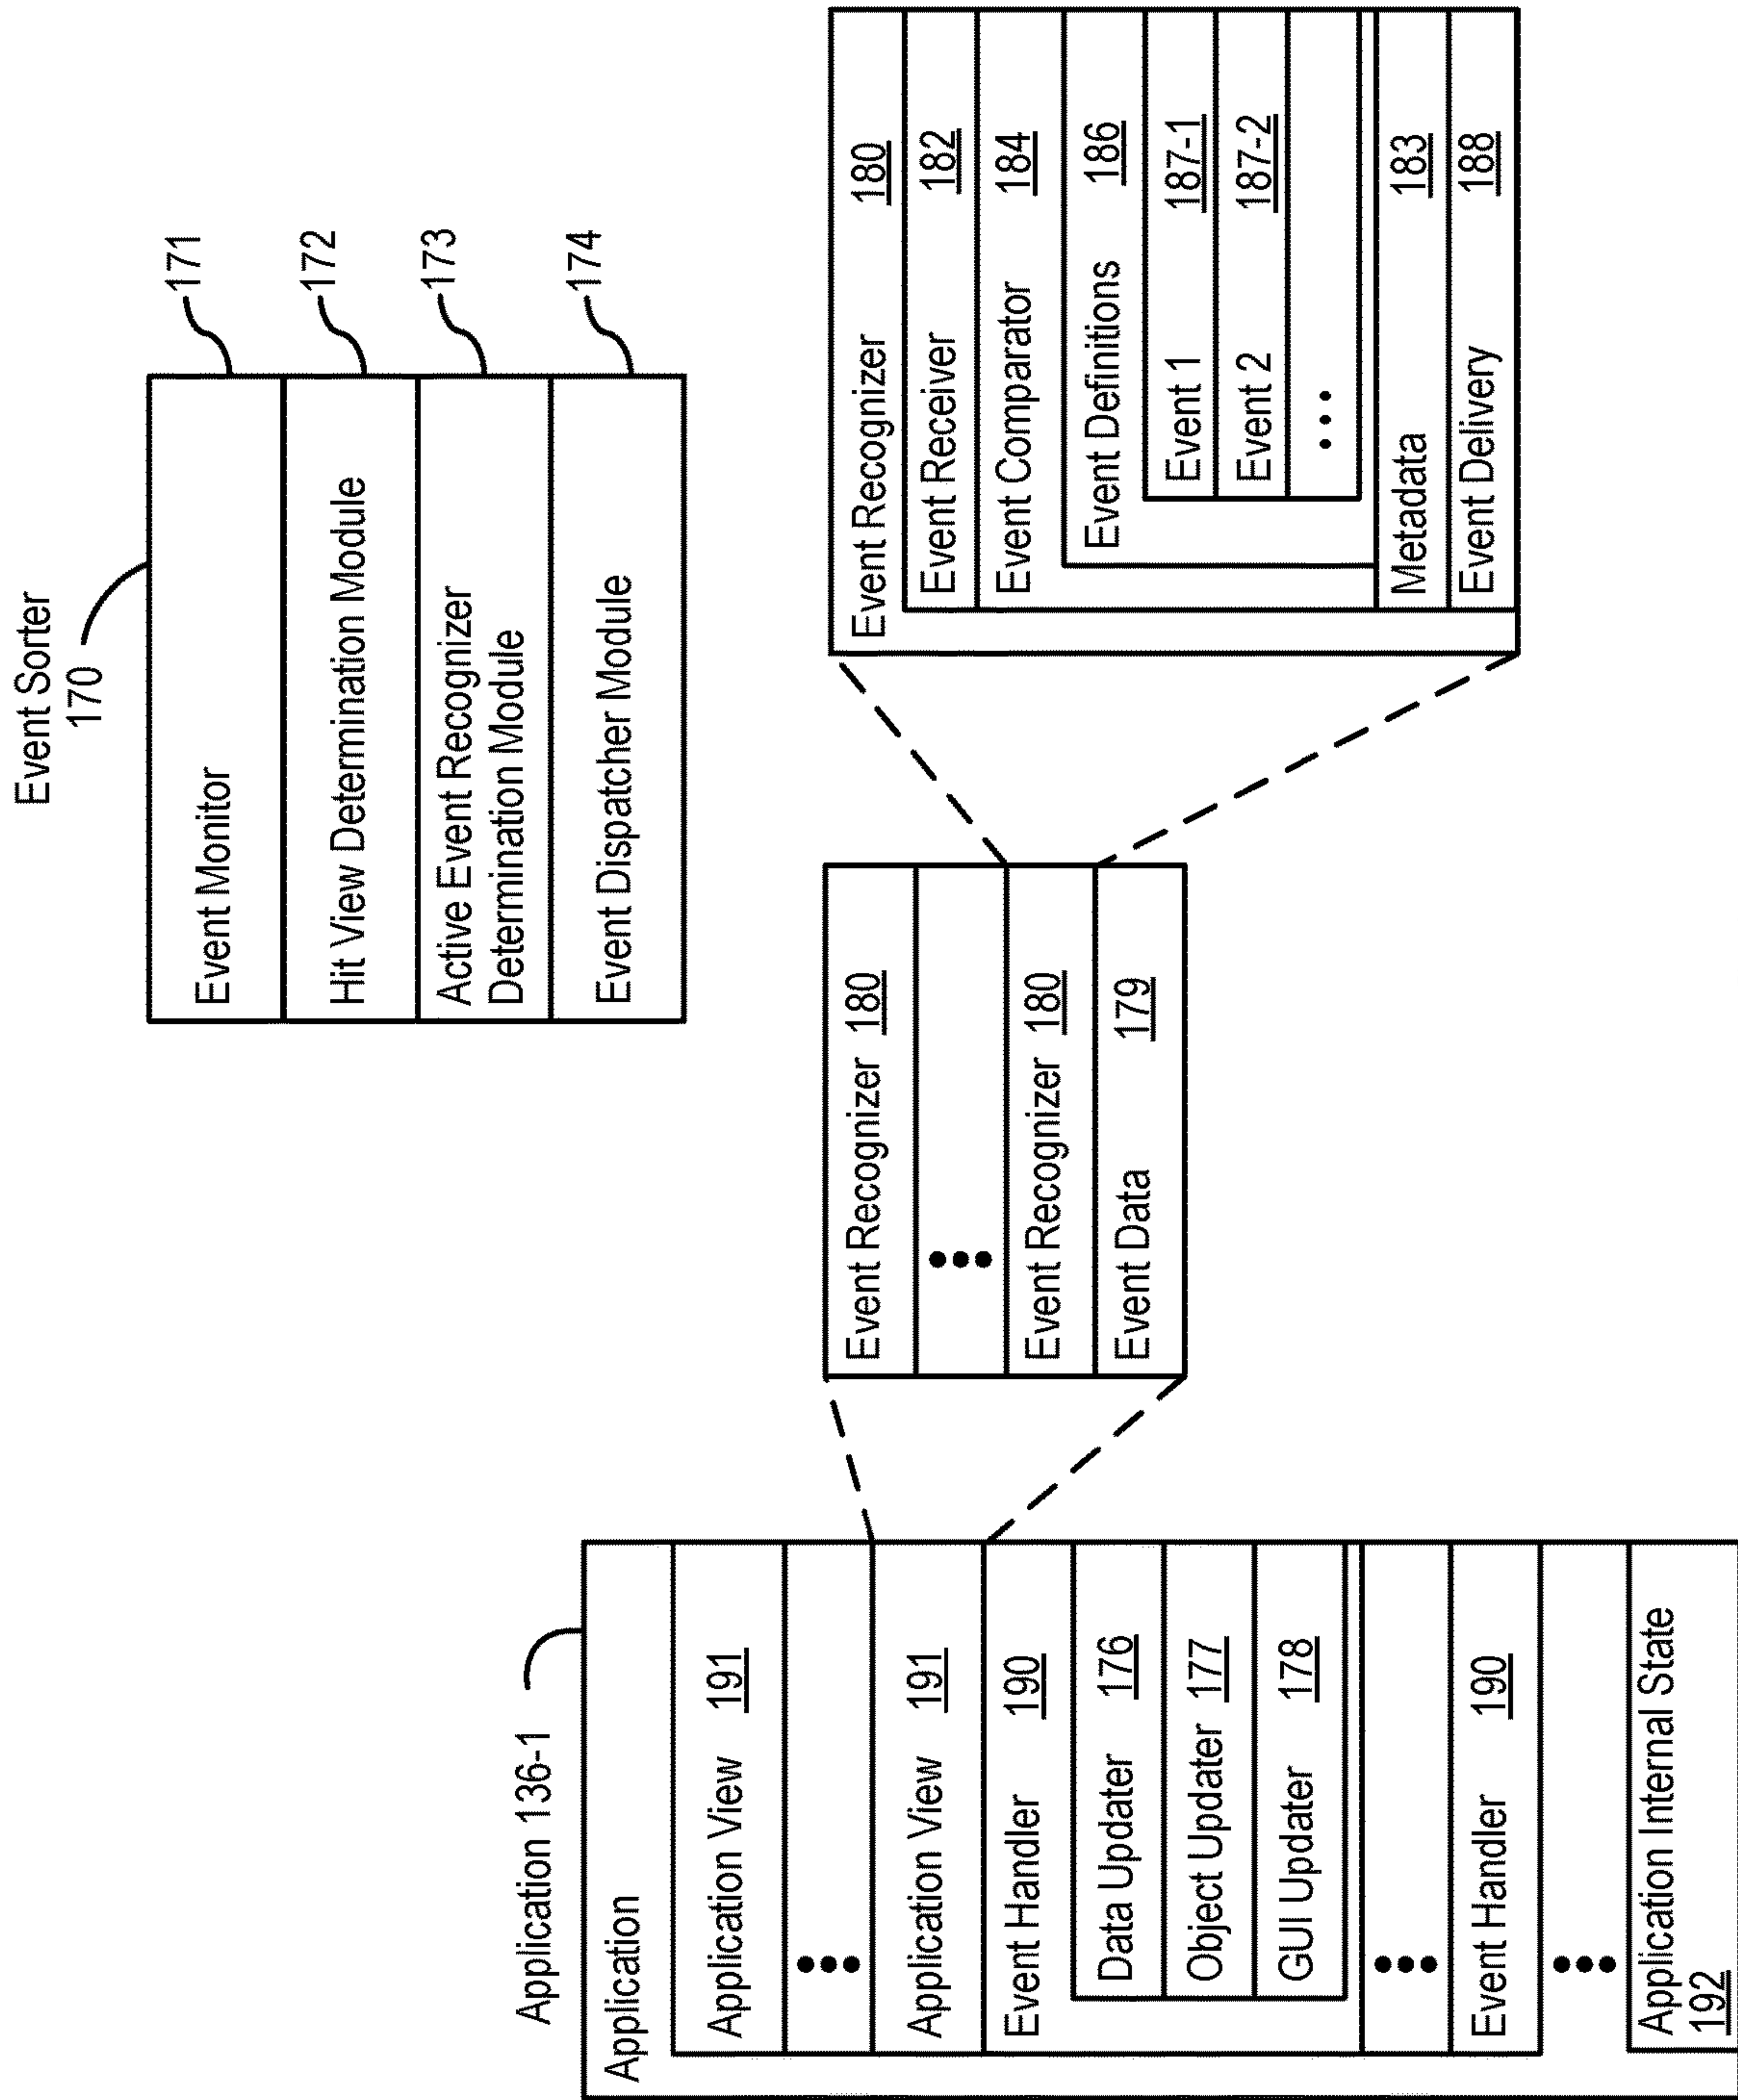 Event Sorter
170
Event Monitor
171
Hit View Determination Module
172
Active Event Recognizer
Determination Module
173
Event Dispatcher Module
174
Application 136-1
Application
Application View 191
•••
Application View 191
Event Handler 190
Data Updater 176
Object Updater 177
GUI Updater 178
•••
Event Handler 190
•••
Application Internal State
192
Event Recognizer 180
•••
Event Recognizer 180
Event Data 179
Event Recognizer 180
Event Receiver 182
Event Comparator 184
Event Definitions 186
Event 1 187-1
Event 2 187-2
•••
Metadata 183
Event Delivery 188